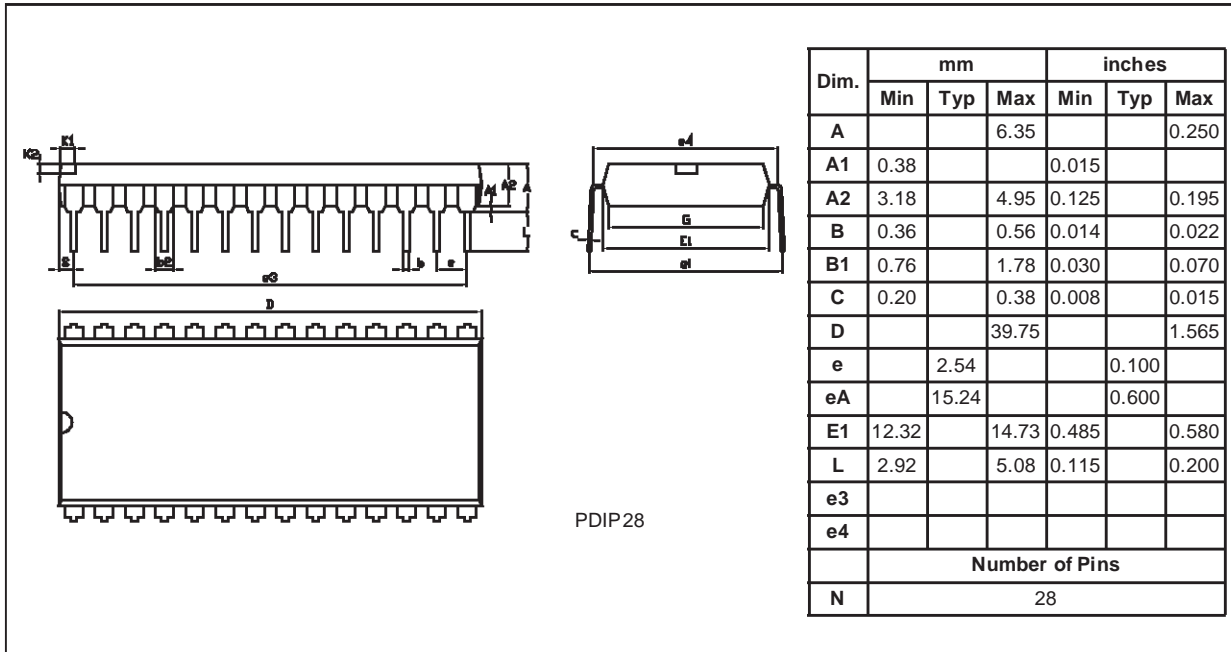 K1
K2
A1
A2
A
L
S
b2
b
e
e3
D
e4
G
C
E1
e1
PDIP28
Dim. mm inches
Min Typ Max Min Typ Max
A 6.35 0.250
A1 0.38 0.015
A2 3.18 4.95 0.125 0.195
B 0.36 0.56 0.014 0.022
B1 0.76 1.78 0.030 0.070
C 0.20 0.38 0.008 0.015
D 39.75 1.565
e 2.54 0.100
eA 15.24 0.600
E1 12.32 14.73 0.485 0.580
L 2.92 5.08 0.115 0.200
e3
e4
Number of Pins
N 28